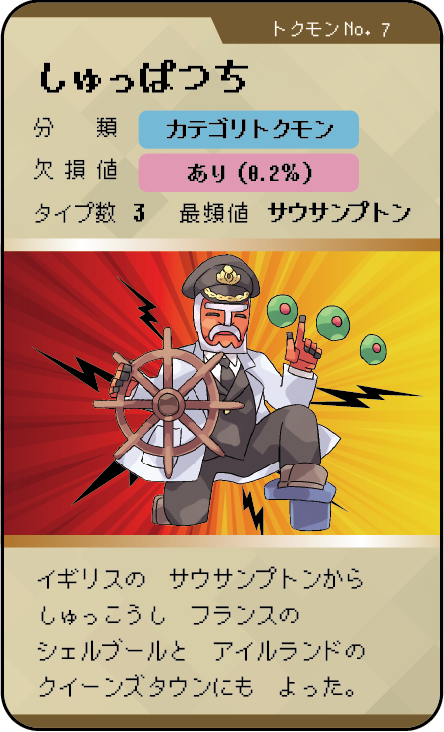 トクモン No. 7
しゅっぱつち
分類 カテゴリトクモン
欠損値 あり (0.2%)
タイプ数 3 最頻値 サウサンプトン
イギリスの サウサンプトンから
しゅっこうし フランスの
シェルブールと アイルランドの
クイーンズタウンにも よった。